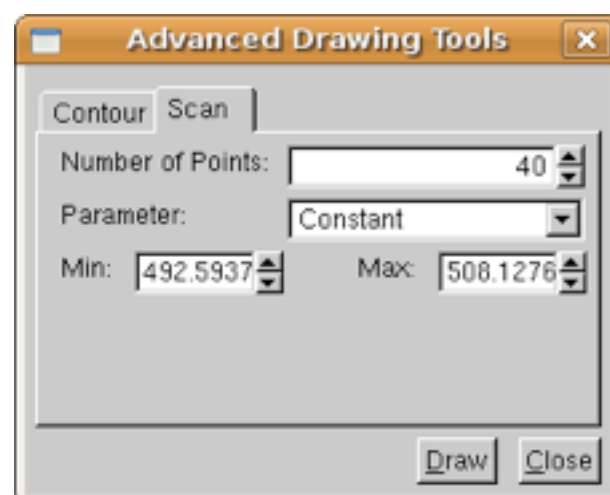 Advanced Drawing Tools
Contour Scan
Number of Points: 40
Parameter: Constant
Min: 492.5937 Max: 508.1276
Draw Close